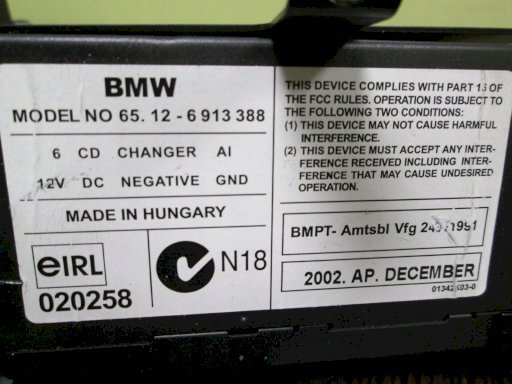 BMW
MODEL NO 65. 12 - 6 913 388
6 CD CHANGER AI
12V DC NEGATIVE GND
MADE IN HUNGARY
eIRL
020258
N18
THIS DEVICE COMPLIES WITH PART 15 OF
THE FCC RULES. OPERATION IS SUBJECT TO
THE FOLLOWING TWO CONDITIONS:
(1) THIS DEVICE MAY NOT CAUSE HARMFUL
INTERFERENCE.
(2) THIS DEVICE MUST ACCEPT ANY INTER-
FERENCE RECEIVED INCLUDING INTER-
FERENCE THAT MAY CAUSE UNDESIRED
OPERATION.
BMPT- Amtsbl Vfg
2002. AP. DECEMBER